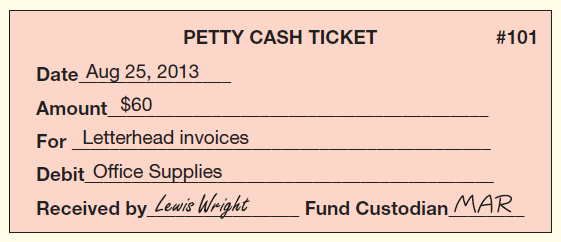 PETTY CASH TICKET #101
Date Aug 25, 2013
Amount $60
For Letterhead invoices
Debit Office Supplies
Received by Lewis Wright Fund Custodian MAR